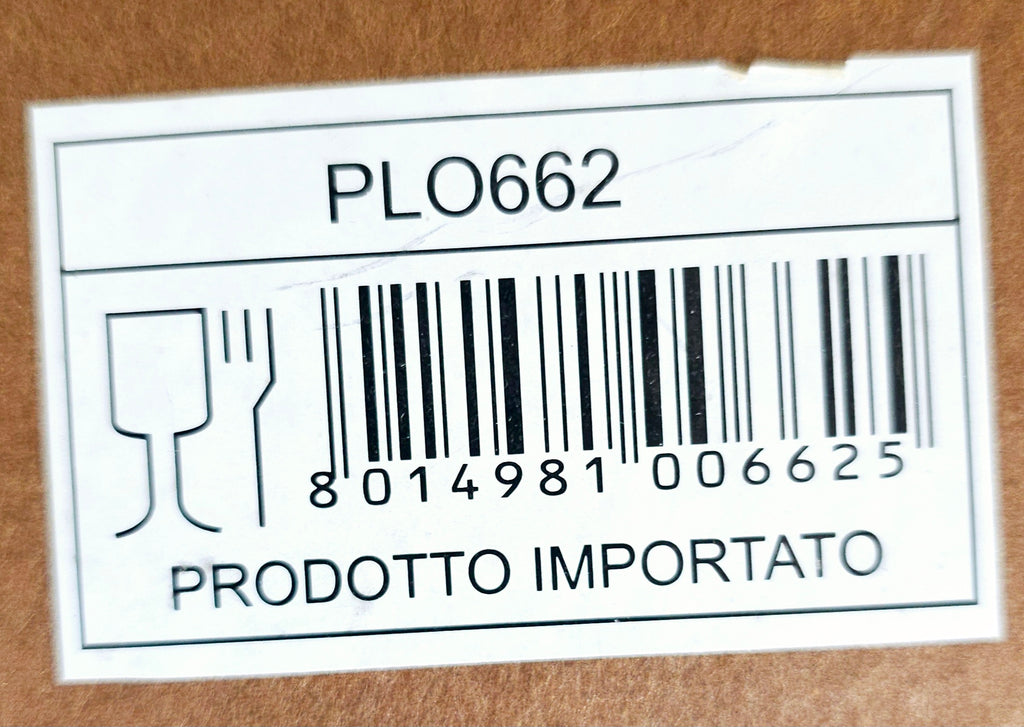 PLO662
8 014981 006625
PRODOTTO IMPORTATO